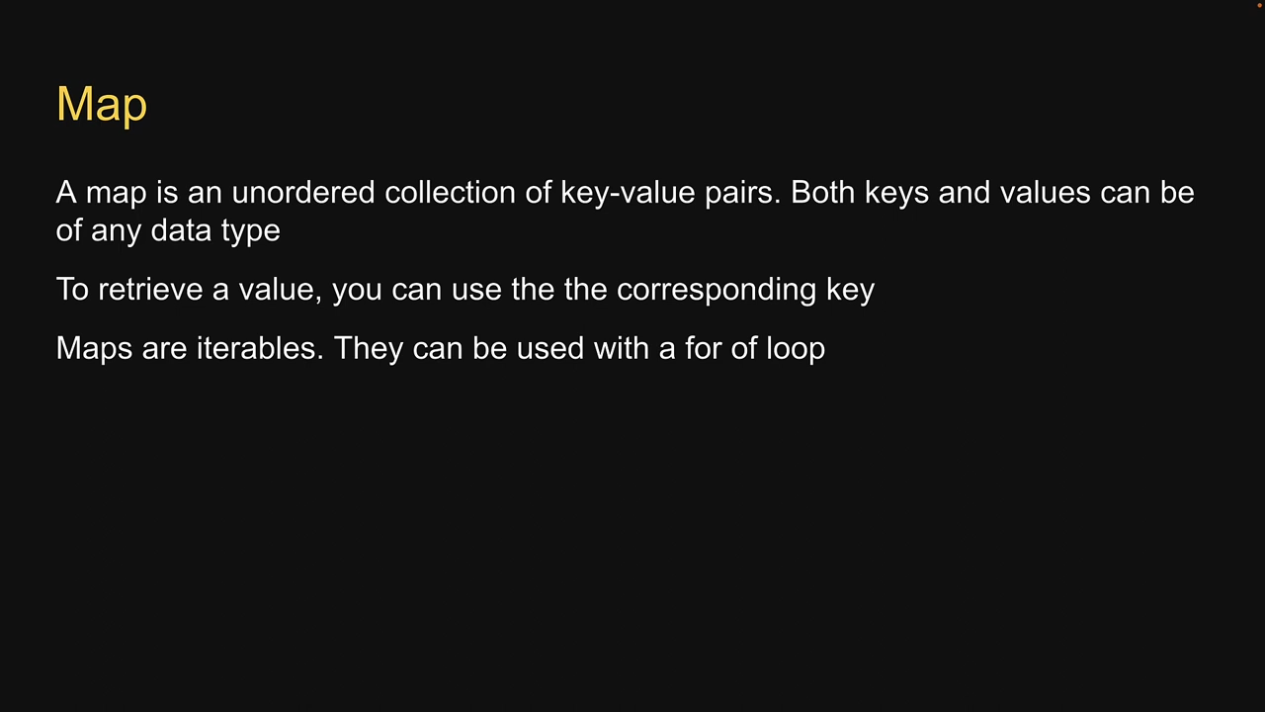 Map
A map is an unordered collection of key-value pairs. Both keys and values can be
of any data type
To retrieve a value, you can use the the corresponding key
Maps are iterables. They can be used with a for of loop